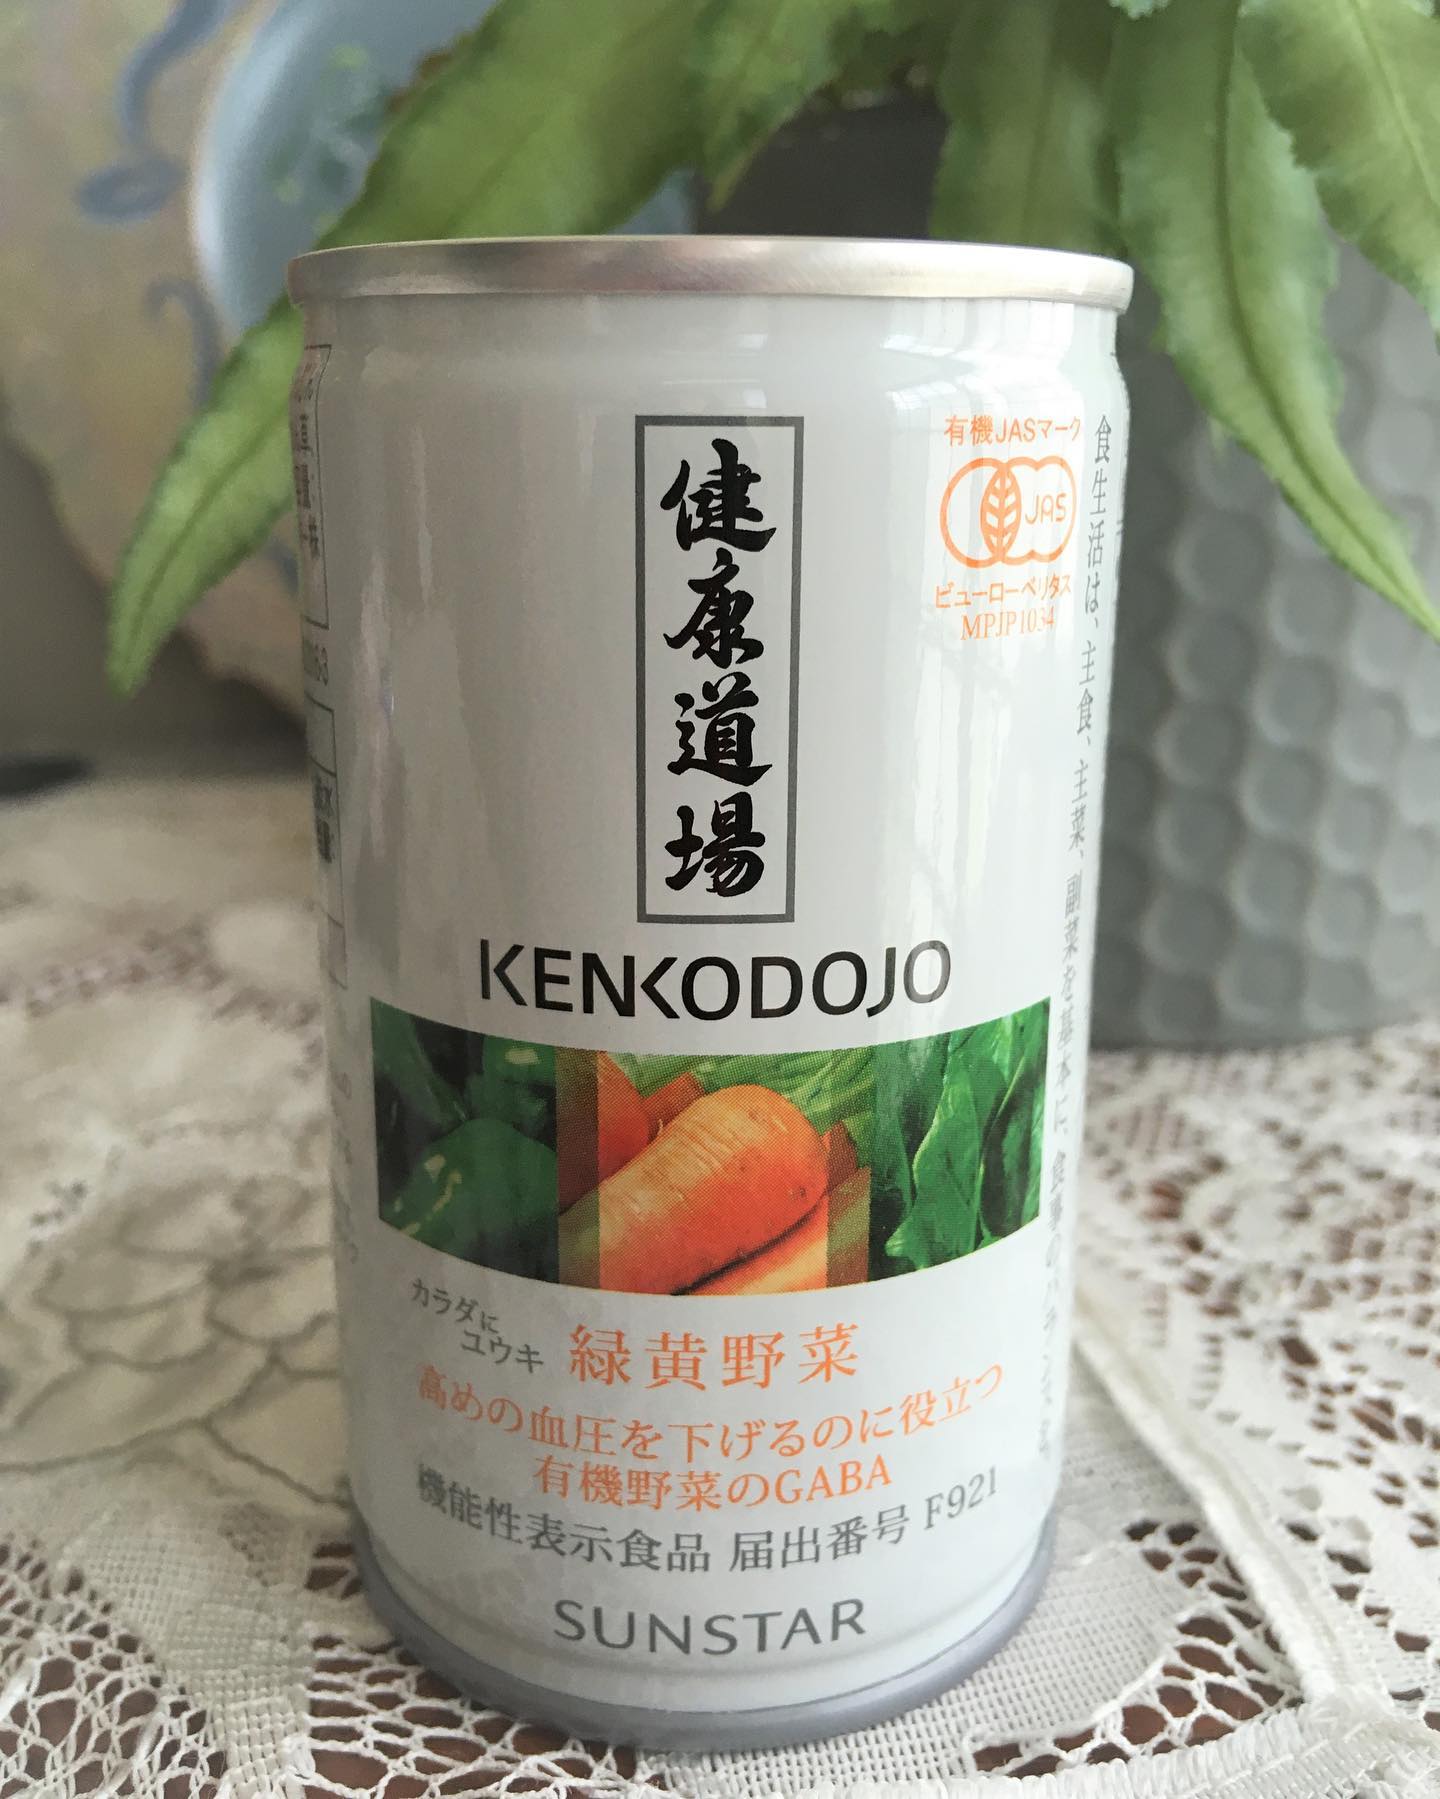 健康道場
KENKODOJO
有機JASマーク
JAS
ビューローベリタス
MPJP1034
カラダに
ユウキ
緑黄野菜
高めの血圧を下げるのに役立つ
有機野菜のGABA
機能性表示食品 届出番号 F921
SUNSTAR
食生活は、主食、主菜、副菜を基本に、食事のバランスを